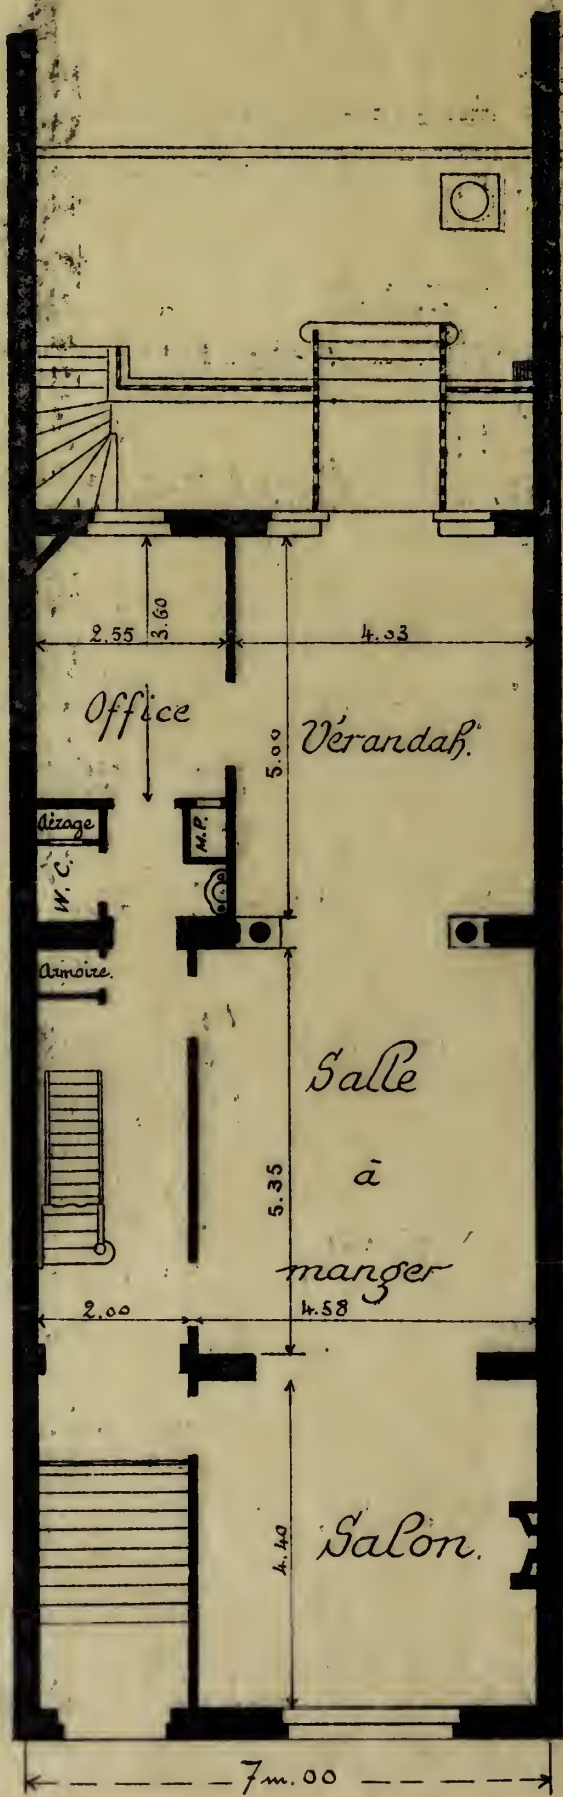 2.55
3.60
4.03
Office
5.00
Vérandah.
Aérage
M.P.
W. C.
Armoire.
Salle
à
manger
5.35
2.00
4.58
4.40
Salon.
7m.00